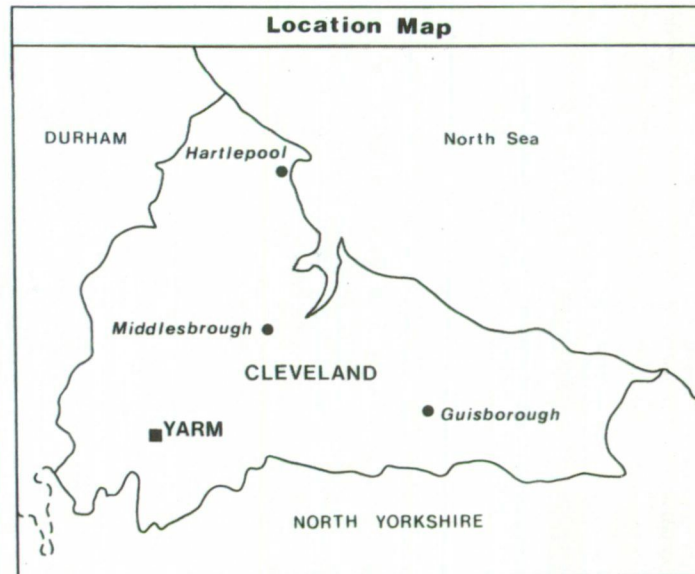 Location Map
DURHAM
North Sea
Hartlepool
Middlesbrough
CLEVELAND
Guisborough
YARM
NORTH YORKSHIRE